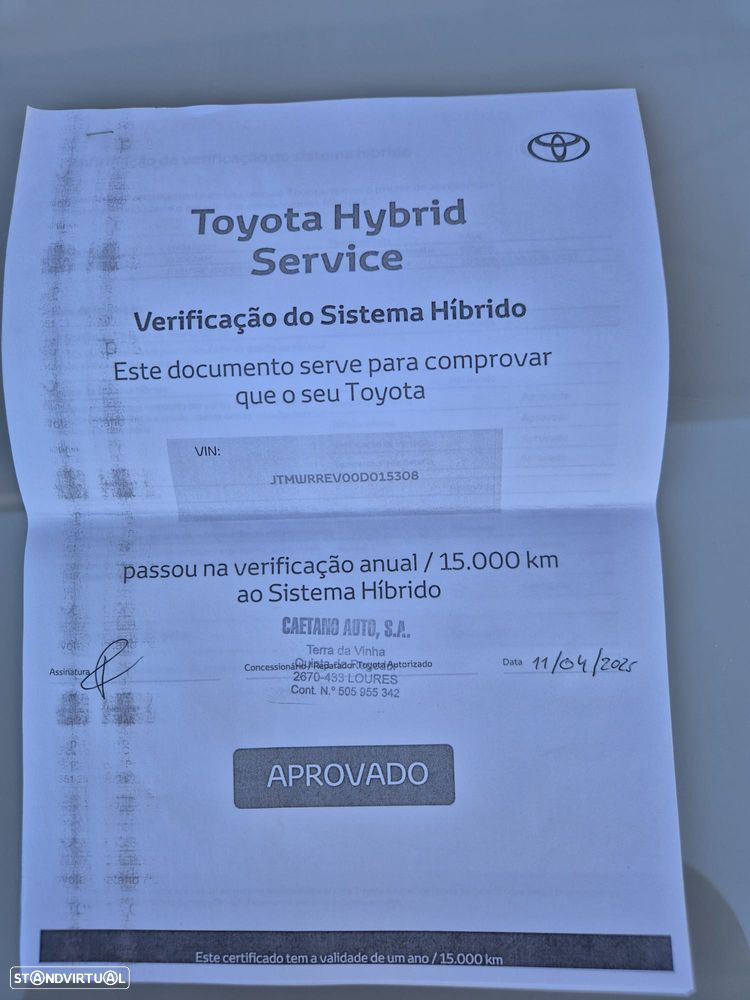 Toyota Hybrid
Service
Verificação do Sistema Híbrido
Este documento serve para comprovar
que o seu Toyota
VIN:
JTMWRREV00D015308
passou na verificação anual / 15.000 km
ao Sistema Híbrido
CAETANO AUTO, S.A.
Terra da Vinha
Assinatura
Concessionário / Reparador Toyota Autorizado
Data 11/04/2025
2670-433 LOURES
Cont. N.º 505 955 342
APROVADO
Este certificado tem a validade de um ano / 15.000 km
STANDVIRTUAL